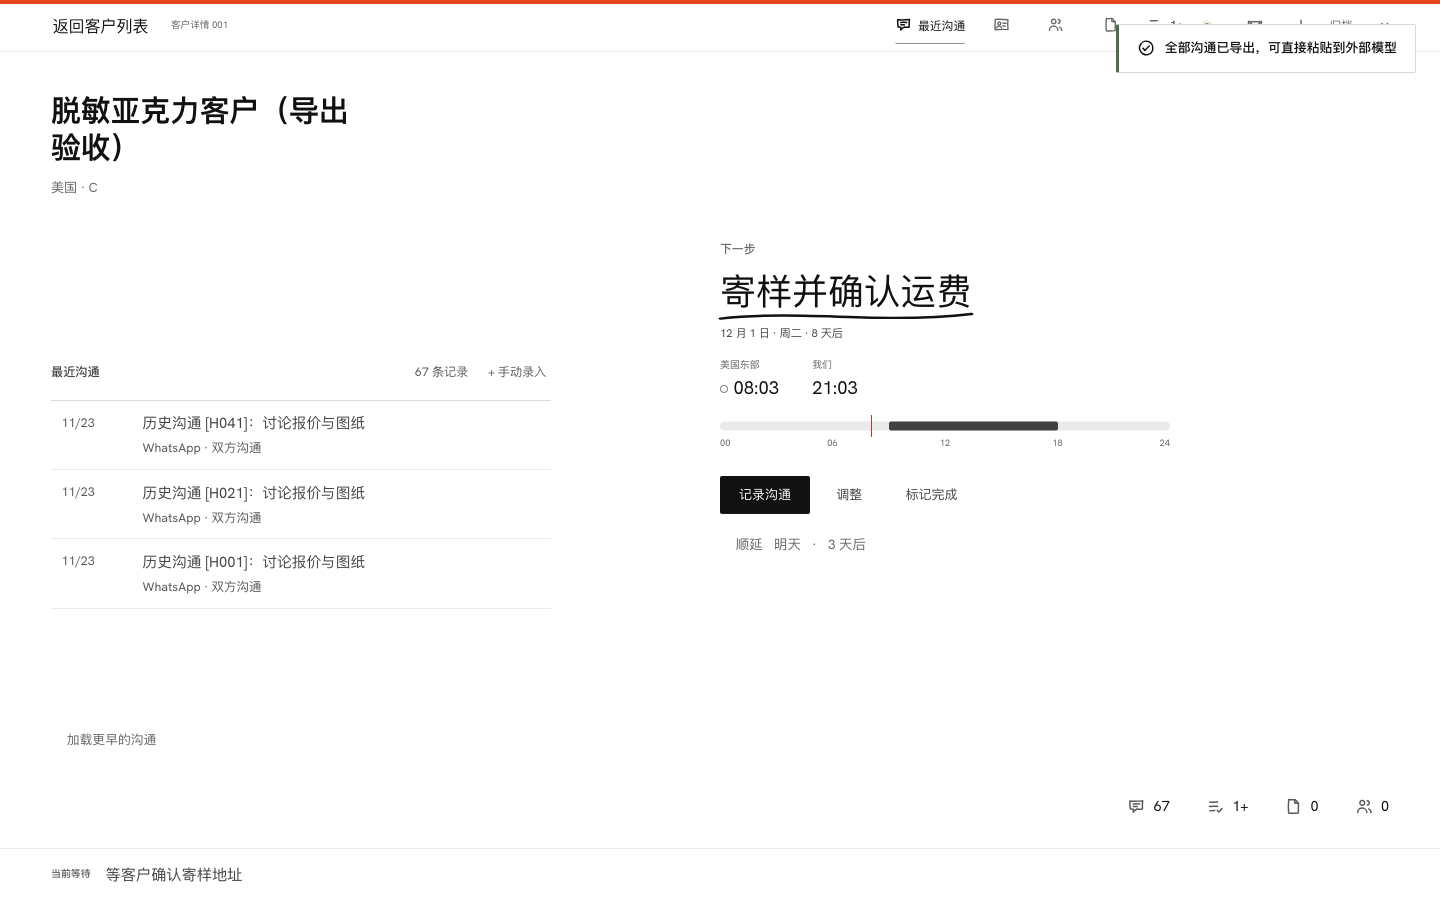 返回客户列表
客户详情 001
最近沟通
全部沟通已导出，可直接粘贴到外部模型
脱敏亚克力客户（导出
验收）
美国 · C
下一步
寄样并确认运费
12 月 1 日 · 周二 · 8 天后
美国东部 我们
08:03 21:03
00 06 12 18 24
记录沟通 调整 标记完成
顺延 明天 · 3 天后
最近沟通 67 条记录 + 手动录入
11/23 历史沟通 [H041]：讨论报价与图纸
WhatsApp · 双方沟通
11/23 历史沟通 [H021]：讨论报价与图纸
WhatsApp · 双方沟通
11/23 历史沟通 [H001]：讨论报价与图纸
WhatsApp · 双方沟通
加载更早的沟通
67 1+ 0 0
当前等待 等客户确认寄样地址